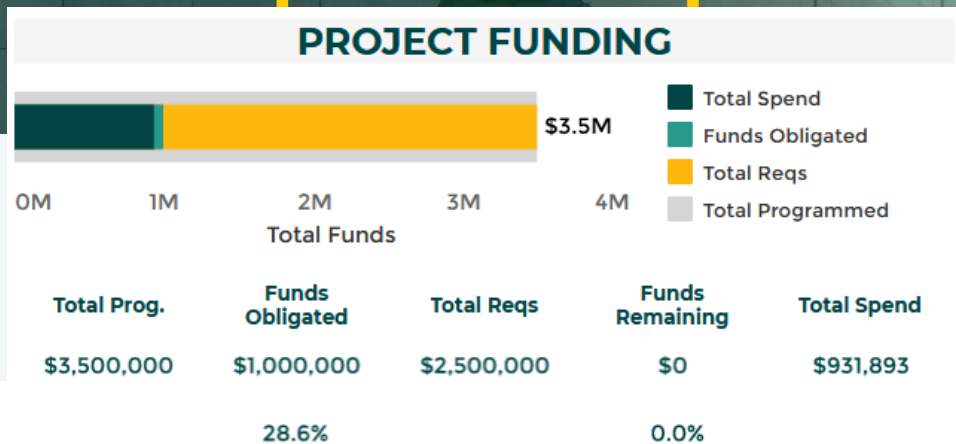 PROJECT FUNDING
$3.5M
0M 1M 2M 3M 4M
Total Funds
Total Spend
Funds Obligated
Total Reqs
Total Programmed
Total Prog. Funds Obligated Total Reqs Funds Remaining Total Spend
$3,500,000 $1,000,000 $2,500,000 $0 $931,893
28.6% 0.0%